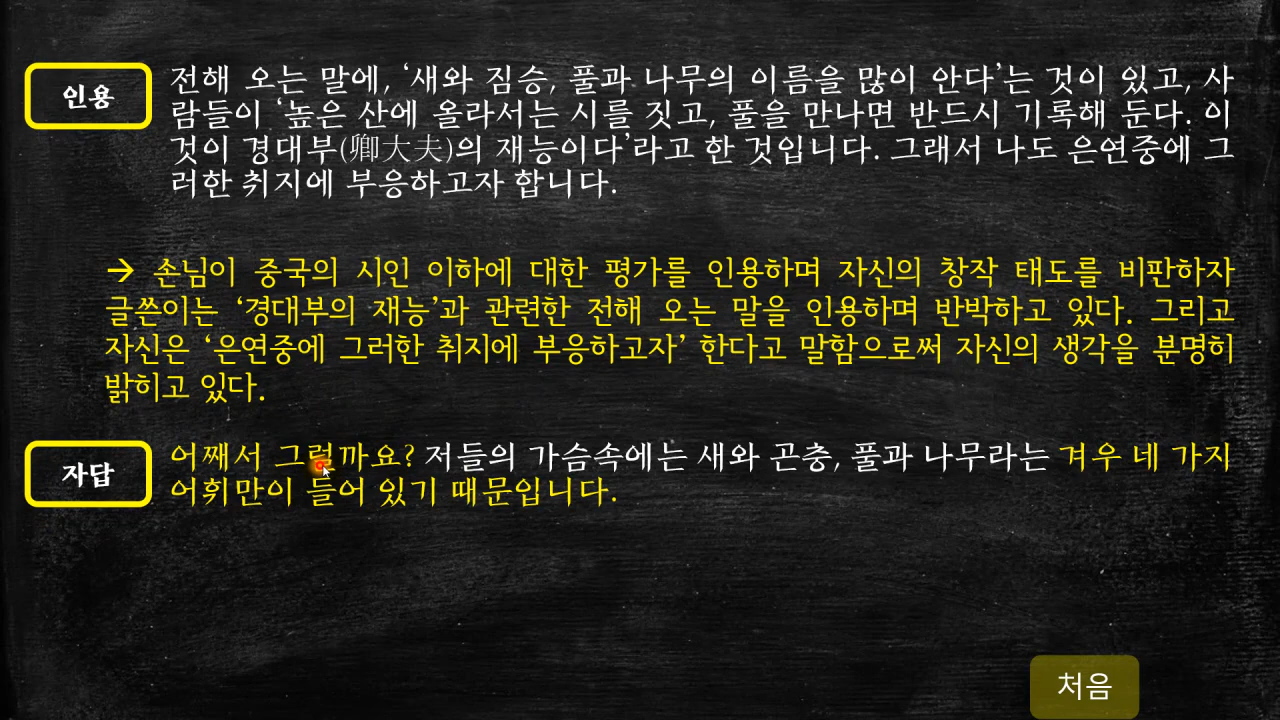 인용
전해 오는 말에, ‘새와 짐승, 풀과 나무의 이름을 많이 안다’는 것이 있고, 사
람들이 ‘높은 산에 올라서는 시를 짓고, 풀을 만나면 반드시 기록해 둔다. 이
것이 경대부(卿大夫)의 재능이다’라고 한 것입니다. 그래서 나도 은연중에 그
러한 취지에 부응하고자 합니다.
→ 손님이 중국의 시인 이하에 대한 평가를 인용하며 자신의 창작 태도를 비판하자
글쓴이는 ‘경대부의 재능’과 관련한 전해 오는 말을 인용하며 반박하고 있다. 그리고
자신은 ‘은연중에 그러한 취지에 부응하고자’ 한다고 말함으로써 자신의 생각을 분명히
밝히고 있다.
자답
어째서 그럴까요? 저들의 가슴속에는 새와 곤충, 풀과 나무라는 겨우 네 가지
어휘만이 들어 있기 때문입니다.
처음